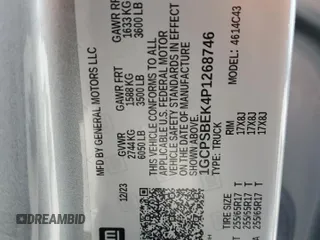 MFD BY GENERAL MOTORS LLC
12/23
GVWR
2744 KG
6050 LB
GAWR FRT
1588 KG
3500 LB
GAWR RR
1633 KG
3600 LB
THIS VEHICLE CONFORMS TO ALL
APPLICABLE U.S. FEDERAL MOTOR
VEHICLE SAFETY STANDARDS IN EFFECT
ON THE DATE OF MANUFACTURE
SHOWN ABOVE.
1GCPSBEK4P1268746
TYPE: TRUCK
4614C43
TIRE SIZE
255/65R17 T
255/65R17 T
255/65R17 T
RIM
17X8J
17X8J
17X8J
gm
DREAMBID